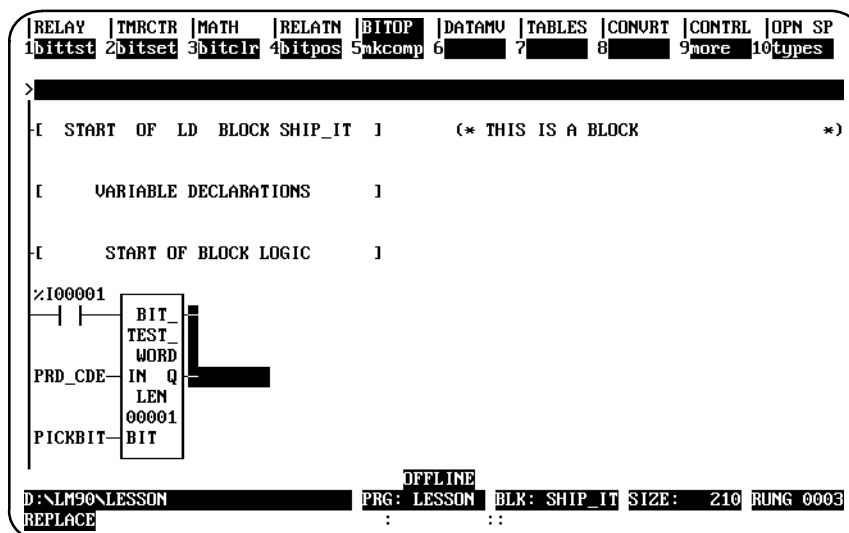 RELAY |TMRCTR |MATH |RELATN |BITOP |DATAMV |TABLES |CONVRT |CONTRL |OPN SP
1bittst 2bitset 3bitclr 4bitpos 5mkcomp 6 7 8 9more 10types
>
[ START OF LD BLOCK SHIP_IT ] (* THIS IS A BLOCK *)
[ VARIABLE DECLARATIONS ]
[ START OF BLOCK LOGIC ]
%I00001
BIT_
TEST_
WORD
PRD_CDE IN Q
LEN
00001
PICKBIT BIT
OFFLINE
D:\LM90\LESSON PRG: LESSON BLK: SHIP_IT SIZE: 210 RUNG 0003
REPLACE : ::